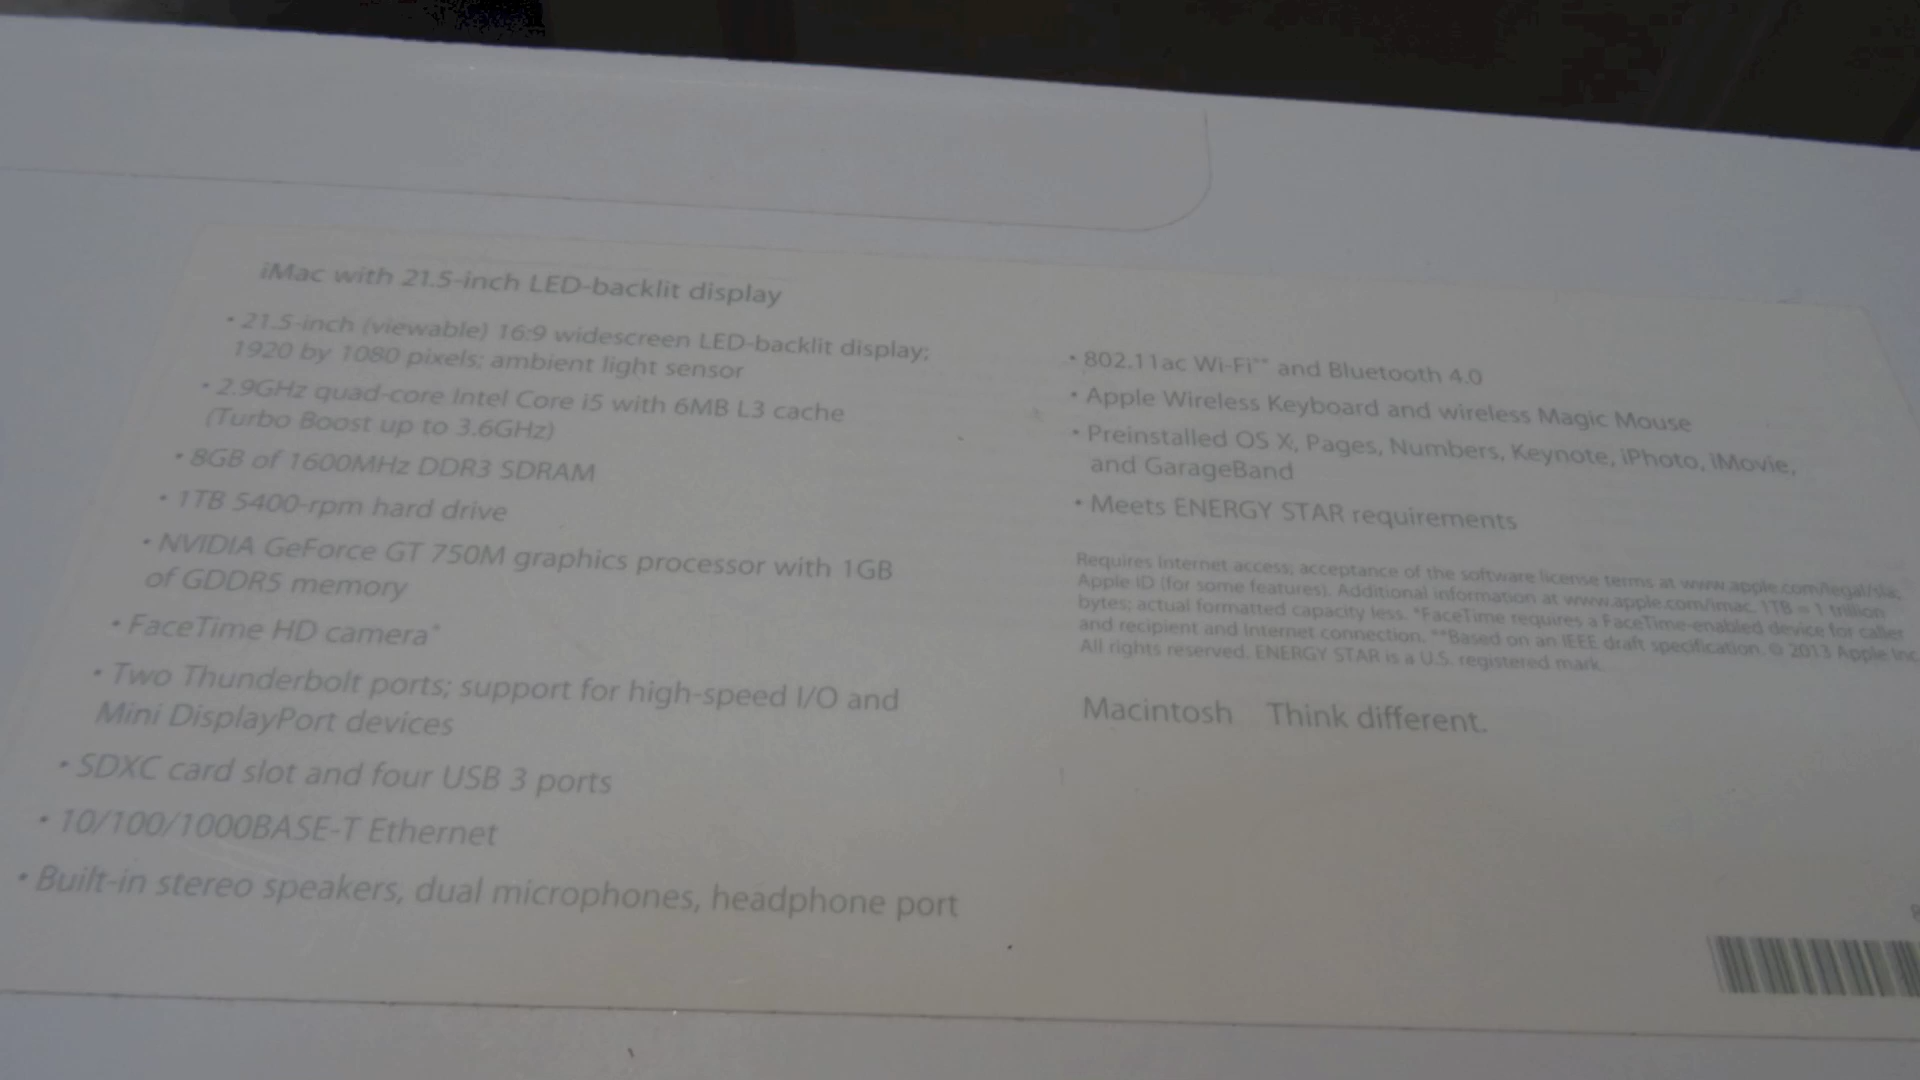 iMac with 21.5-inch LED-backlit display
• 21.5-inch (viewable) 16:9 widescreen LED-backlit display;
1920 by 1080 pixels; ambient light sensor
• 2.9GHz quad-core Intel Core i5 with 6MB L3 cache
(Turbo Boost up to 3.6GHz)
• 8GB of 1600MHz DDR3 SDRAM
• 1TB 5400-rpm hard drive
• NVIDIA GeForce GT 750M graphics processor with 1GB
of GDDR5 memory
• FaceTime HD camera*
• Two Thunderbolt ports; support for high-speed I/O and
Mini DisplayPort devices
• SDXC card slot and four USB 3 ports
• 10/100/1000BASE-T Ethernet
• Built-in stereo speakers, dual microphones, headphone port
• 802.11ac Wi-Fi** and Bluetooth 4.0
• Apple Wireless Keyboard and wireless Magic Mouse
• Preinstalled OS X, Pages, Numbers, Keynote, iPhoto, iMovie,
and GarageBand
• Meets ENERGY STAR requirements
Requires Internet access; acceptance of the software license terms at www.apple.com/legal/sla;
Apple ID (for some features). Additional information at www.apple.com/imac. 1TB = 1 trillion
bytes; actual formatted capacity less. *FaceTime requires a FaceTime-enabled device for caller
and recipient and Internet connection. **Based on an IEEE draft specification. © 2013 Apple Inc.
All rights reserved. ENERGY STAR is a U.S. registered mark.
Macintosh Think different.